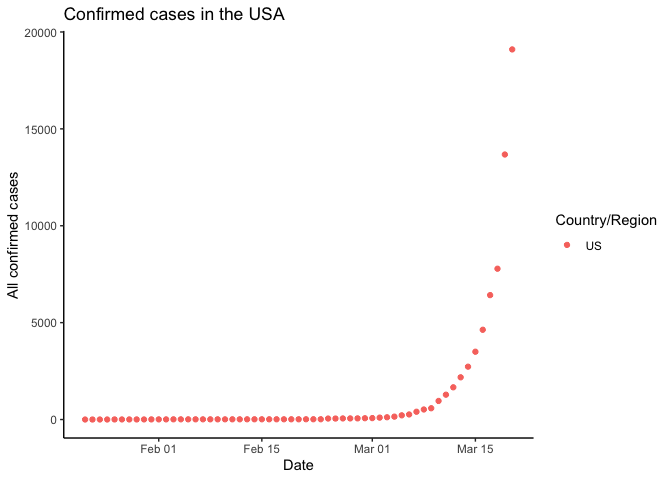 Confirmed cases in the USA
20000
15000
10000
5000
0
All confirmed cases
Feb 01
Feb 15
Mar 01
Mar 15
Date
Country/Region
US